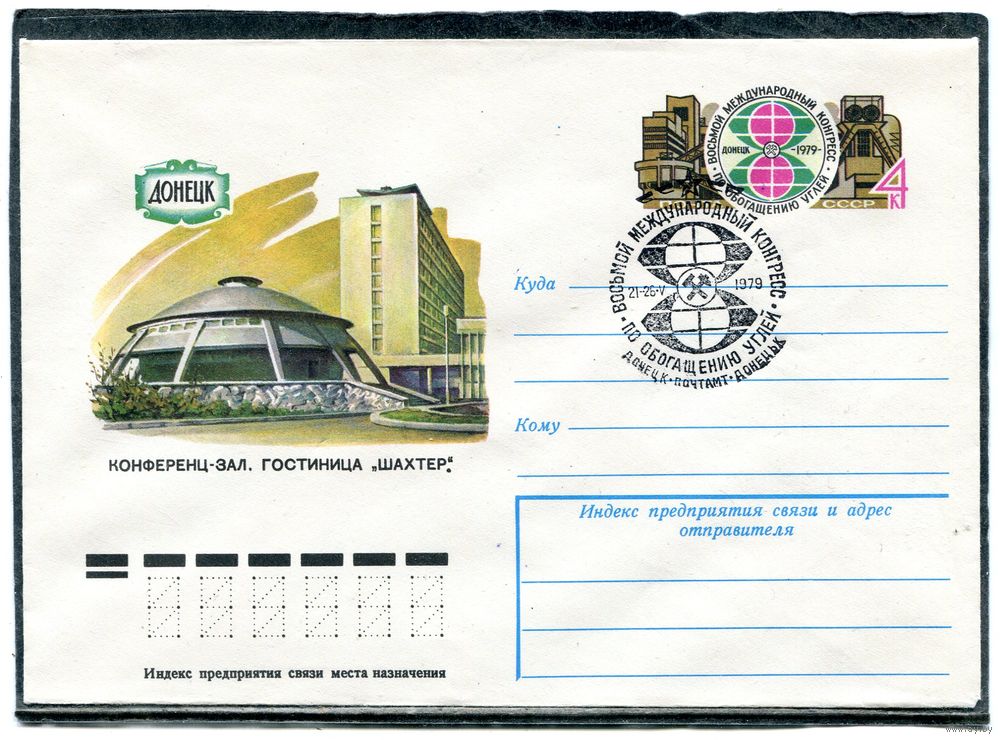 ДОНЕЦК
КОНФЕРЕНЦ-ЗАЛ. ГОСТИНИЦА „ШАХТЕР“.
ВОСЬМОЙ МЕЖДУНАРОДНЫЙ КОНГРЕСС
ДОНЕЦК -1979-
• ПО ОБОГАЩЕНИЮ УГЛЕЙ •
СССР
4
К
ВОСЬМОЙ МЕЖДУНАРОДНЫЙ КОНГРЕСС
21-26•V 1979
• ПО ОБОГАЩЕНИЮ УГЛЕЙ •
ДОНЕЦК • ПОЧТАМТ • ДОНЕЦЬК
Куда
Кому
Индекс предприятия связи и адрес
отправителя
Индекс предприятия связи места назначения